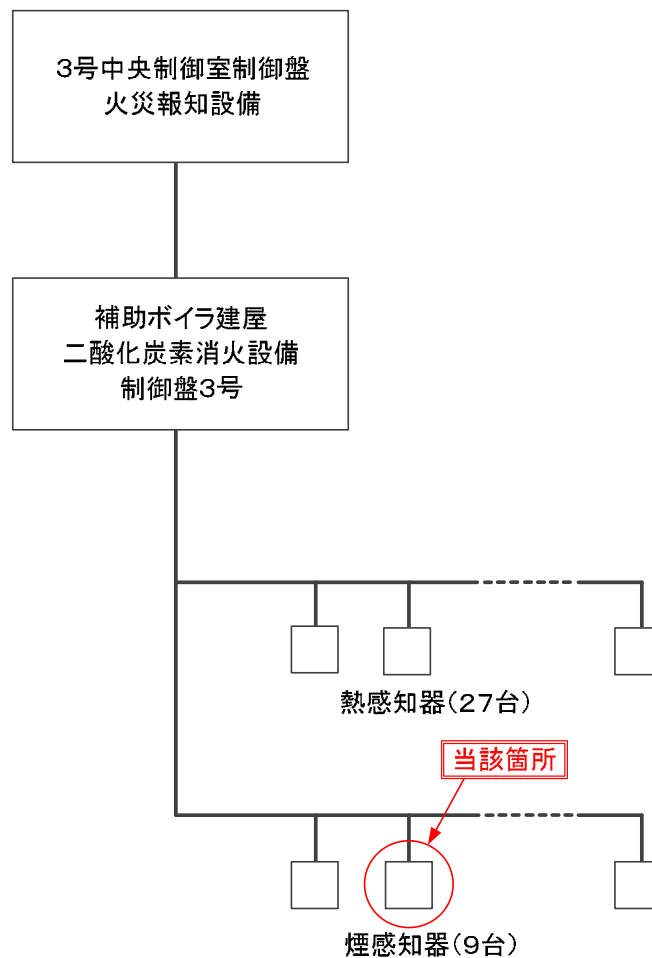 3号中央制御室制御盤
火災報知設備
補助ボイラ建屋
二酸化炭素消火設備
制御盤3号
熱感知器(27台)
当該箇所
煙感知器(9台)